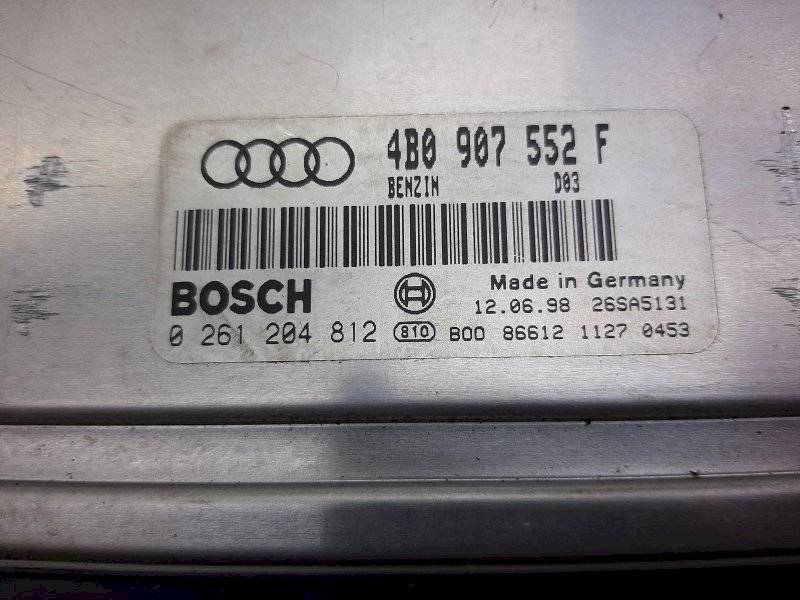 4B0 907 552 F
BENZIN D03
BOSCH Made in Germany
12.06.98 26SA5131
0 261 204 812 810 B00 86612 1127 0453